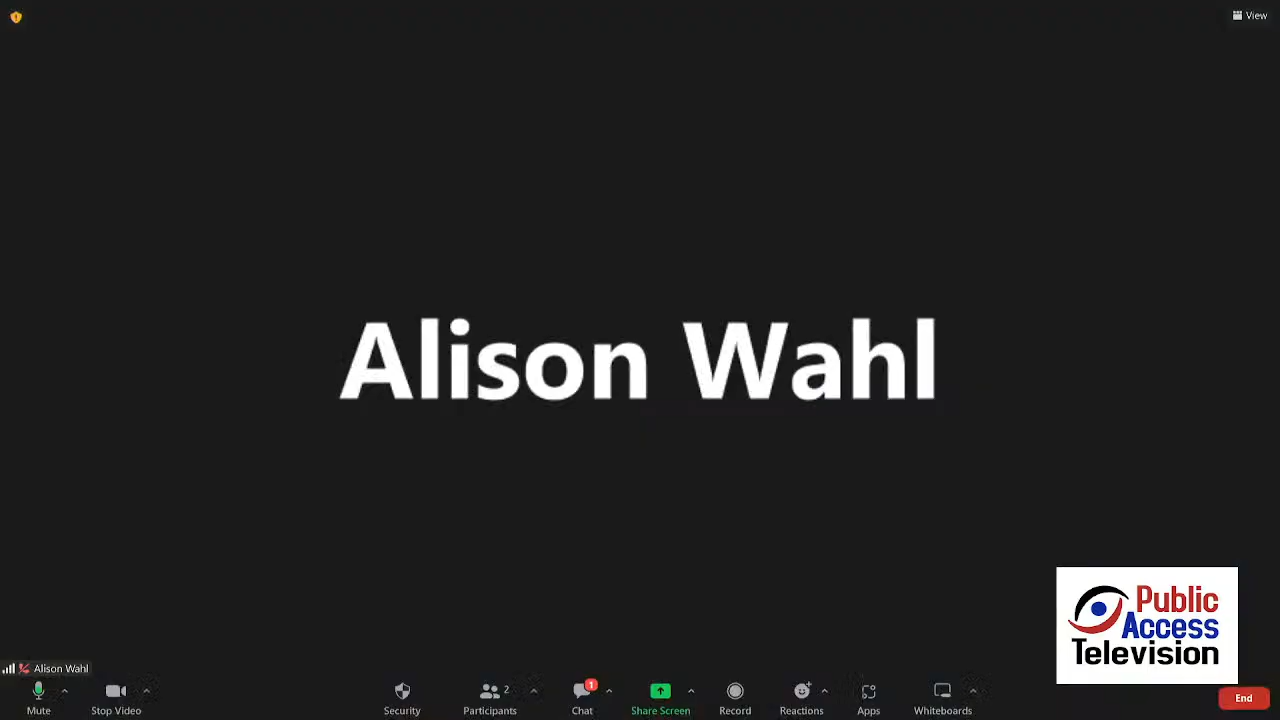 View
Alison Wahl
Public
Access
Television
Alison Wahl
Mute
Stop Video
Security
Participants
2
Chat
1
Share Screen
Record
Reactions
Apps
Whiteboards
End